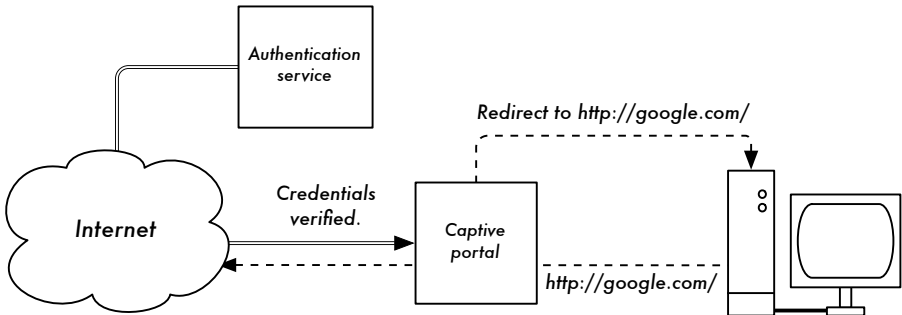 Authentication
service
Redirect to http://google.com/
Credentials
verified.
Internet
Captive
portal
http://google.com/